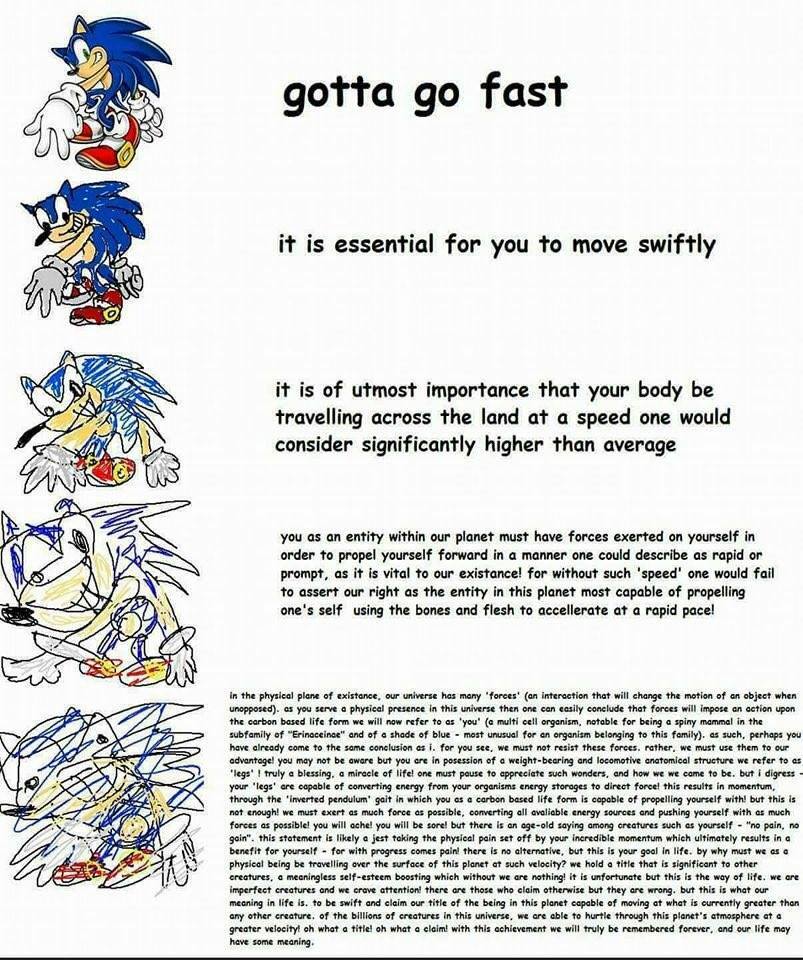 gotta go fast
it is essential for you to move swiftly
it is of utmost importance that your body be
travelling across the land at a speed one would
consider significantly higher than average
you as an entity within our planet must have forces exerted on yourself in
order to propel yourself forward in a manner one could describe as rapid or
prompt, as it is vital to our existance! for without such 'speed' one would fail
to assert our right as the entity in this planet most capable of propelling
one's self using the bones and flesh to accellerate at a rapid pace!
in the physical plane of existance, our universe has many 'forces' (an interaction that will change the motion of an object when
unopposed). as you serve a physical presence in this universe then one can easily conclude that forces will impose an action upon
the carbon based life form we will now refer to as 'you' (a multi cell organism, notable for being a spiny mammal in the
subfamily of "Erinaceinae" and of a shade of blue - most unusual for an organism belonging to this family). as such, perhaps you
have already come to the same conclusion as i. for you see, we must not resist these forces. rather, we must use them to our
advantage! you may not be aware but you are in posession of a weight-bearing and locomotive anatomical structure we refer to as
'legs' ! truly a blessing, a miracle of life! one must pause to appreciate such wonders, and how we we came to be. but i digress -
your 'legs' are capable of converting energy from your organisms energy storages to direct force! this results in momentum,
through the 'inverted pendulum' gait in which you as a carbon based life form is capable of propelling yourself with! but this is
not enough! we must exert as much force as possible, converting all avaliable energy sources and pushing yourself with as much
forces as possible! you will ache! you will be sore! but there is an age-old saying among creatures such as yourself - "no pain, no
gain". this statement is likely a jest taking the physical pain set off by your incredible momentum which ultimately results in a
benefit for yourself - for with progress comes pain! there is no alternative, but this is your goal in life. by why must we as a
physical being be travelling over the surface of this planet at such velocity? we hold a title that is significant to other
creatures, a meaningless self-esteem boosting which without we are nothing! it is unfortunate but this is the way of life. we are
imperfect creatures and we crave attention! there are those who claim otherwise but they are wrong. but this is what our
meaning in life is. to be swift and claim our title of the being in this planet capable of moving at what is currently greater than
any other creature. of the billions of creatures in this universe, we are able to hurtle through this planet's atmosphere at a
greater velocity! oh what a title! oh what a claim! with this achievement we will truly be remembered forever, and our life may
have some meaning.